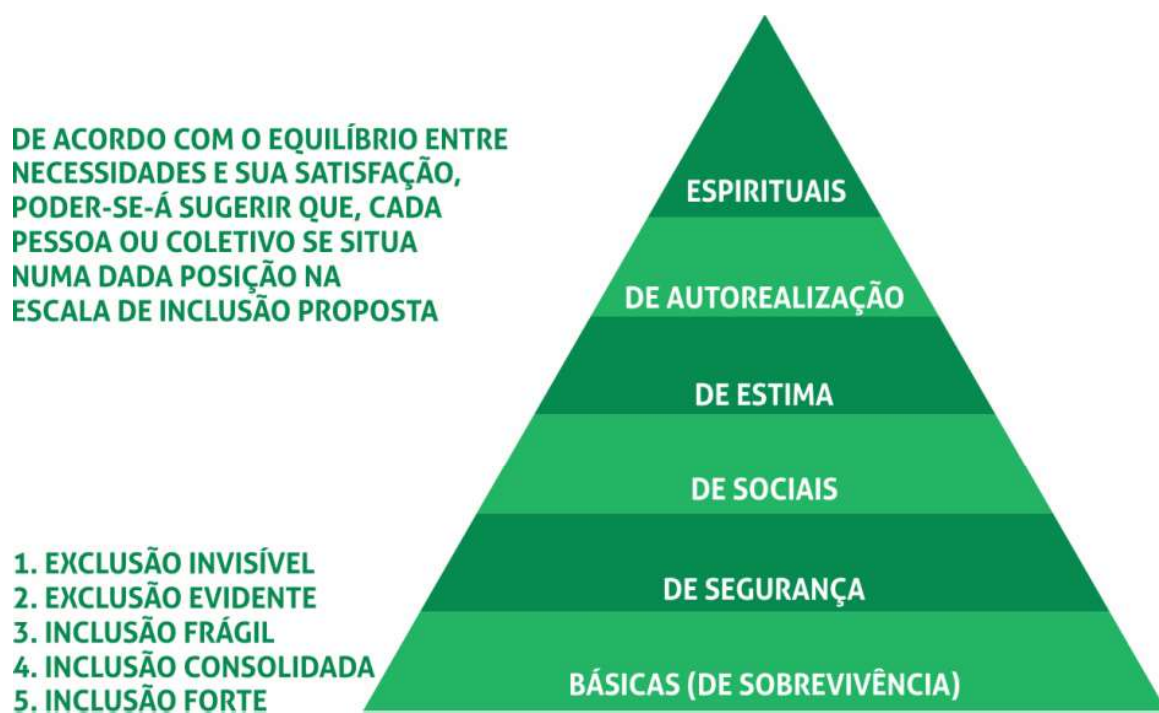 DE ACORDO COM O EQUILÍBRIO ENTRE
NECESSIDADES E SUA SATISFAÇÃO,
PODER-SE-Á SUGERIR QUE, CADA
PESSOA OU COLETIVO SE SITUA
NUMA DADA POSIÇÃO NA
ESCALA DE INCLUSÃO PROPOSTA
1. EXCLUSÃO INVISÍVEL
2. EXCLUSÃO EVIDENTE
3. INCLUSÃO FRÁGIL
4. INCLUSÃO CONSOLIDADA
5. INCLUSÃO FORTE
ESPIRITUAIS
DE AUTOREALIZAÇÃO
DE ESTIMA
DE SOCIAIS
DE SEGURANÇA
BÁSICAS (DE SOBREVIVÊNCIA)